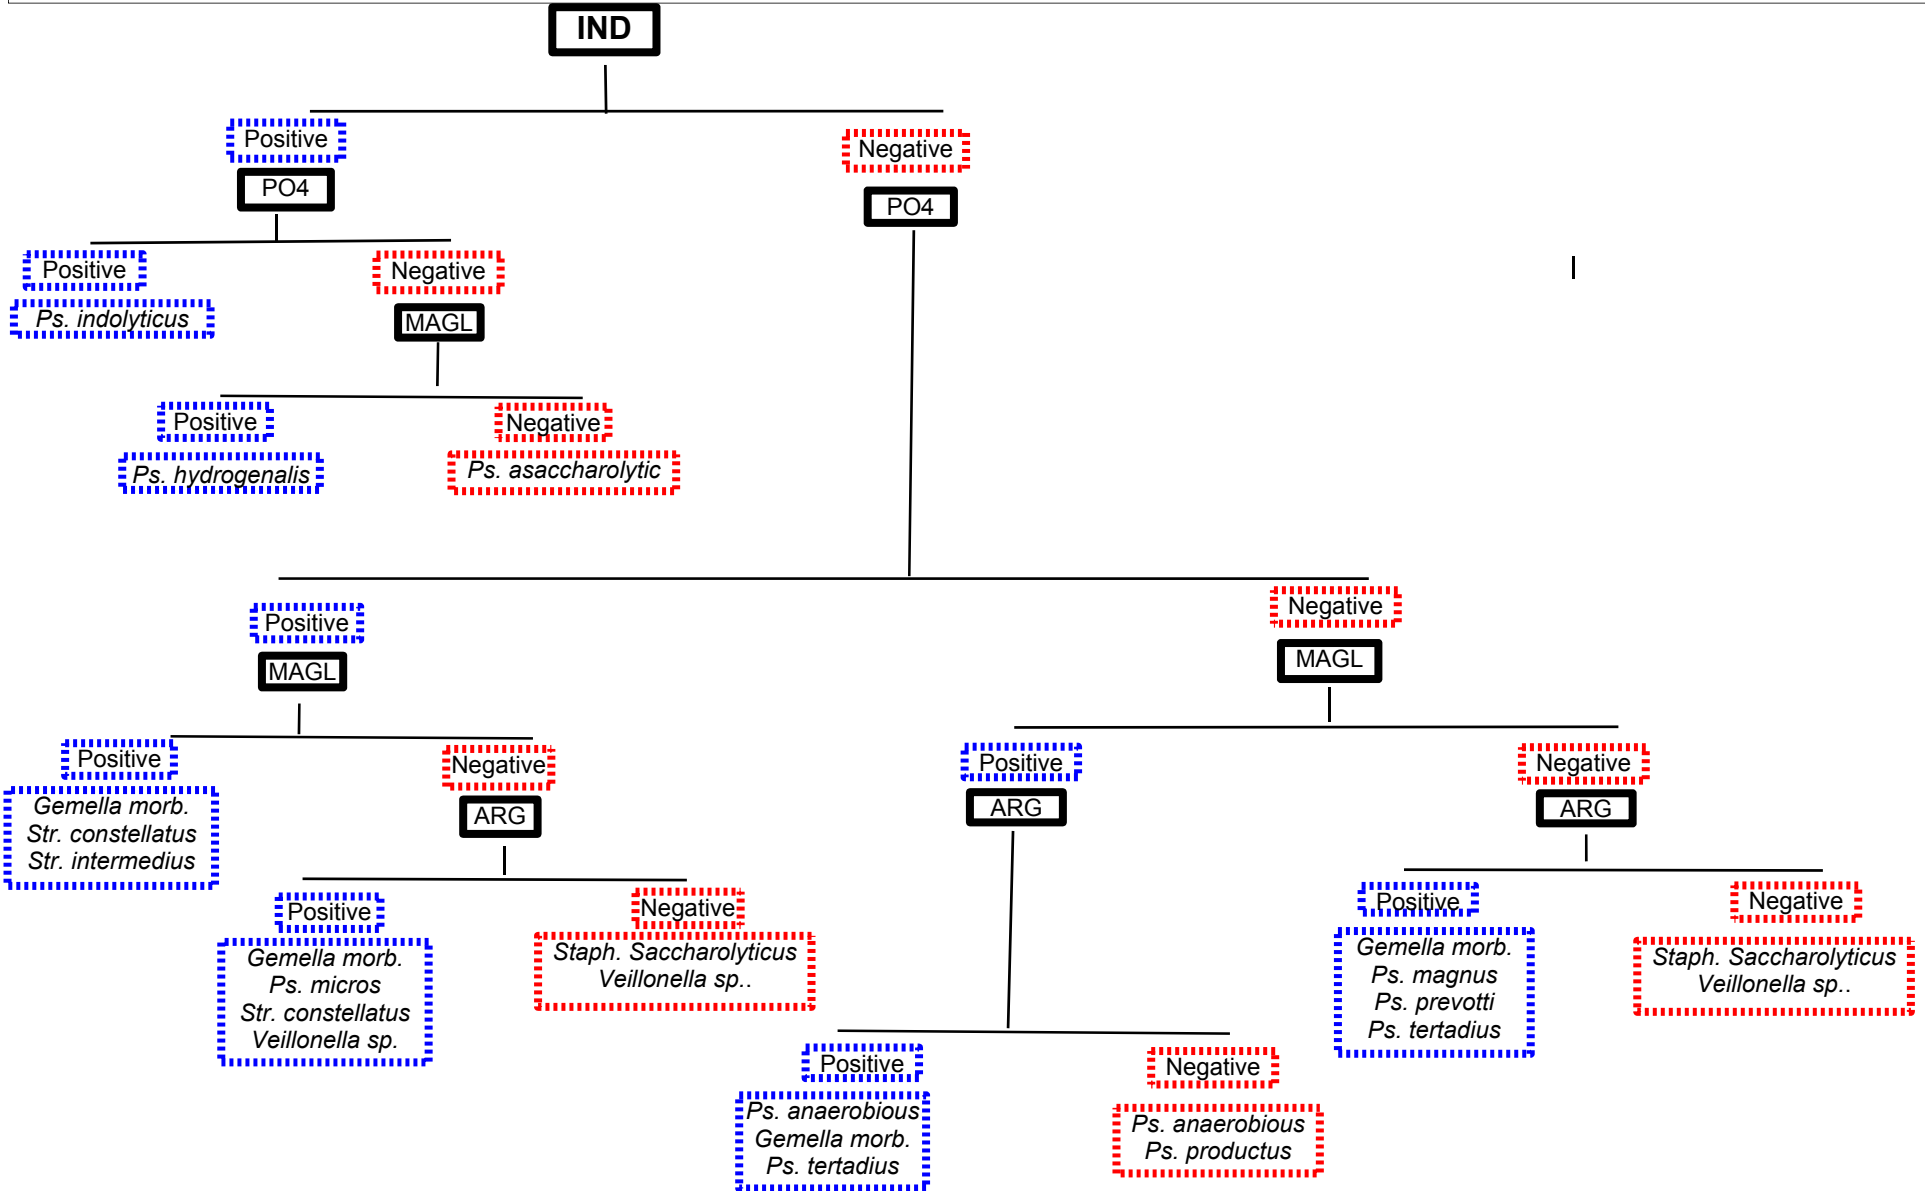 IND
Positive
Negative
PO4
PO4
Positive
Negative
Ps. indolyticus
MAGL
Positive
Negative
Ps. hydrogenalis
Ps. asaccharolytic
Positive
Negative
MAGL
MAGL
Positive
Negative
Positive
Negative
Gemella morb.
Str. constellatus
Str. intermedius
ARG
ARG
ARG
Positive
Negative
Positive
Negative
Gemella morb.
Ps. micros
Str. constellatus
Veillonella sp.
Staph. Saccharolyticus
Veillonella sp..
Gemella morb.
Ps. magnus
Ps. prevotti
Ps. tertadius
Staph. Saccharolyticus
Veillonella sp..
Positive
Negative
Ps. anaerobious
Gemella morb.
Ps. tertadius
Ps. anaerobious
Ps. productus